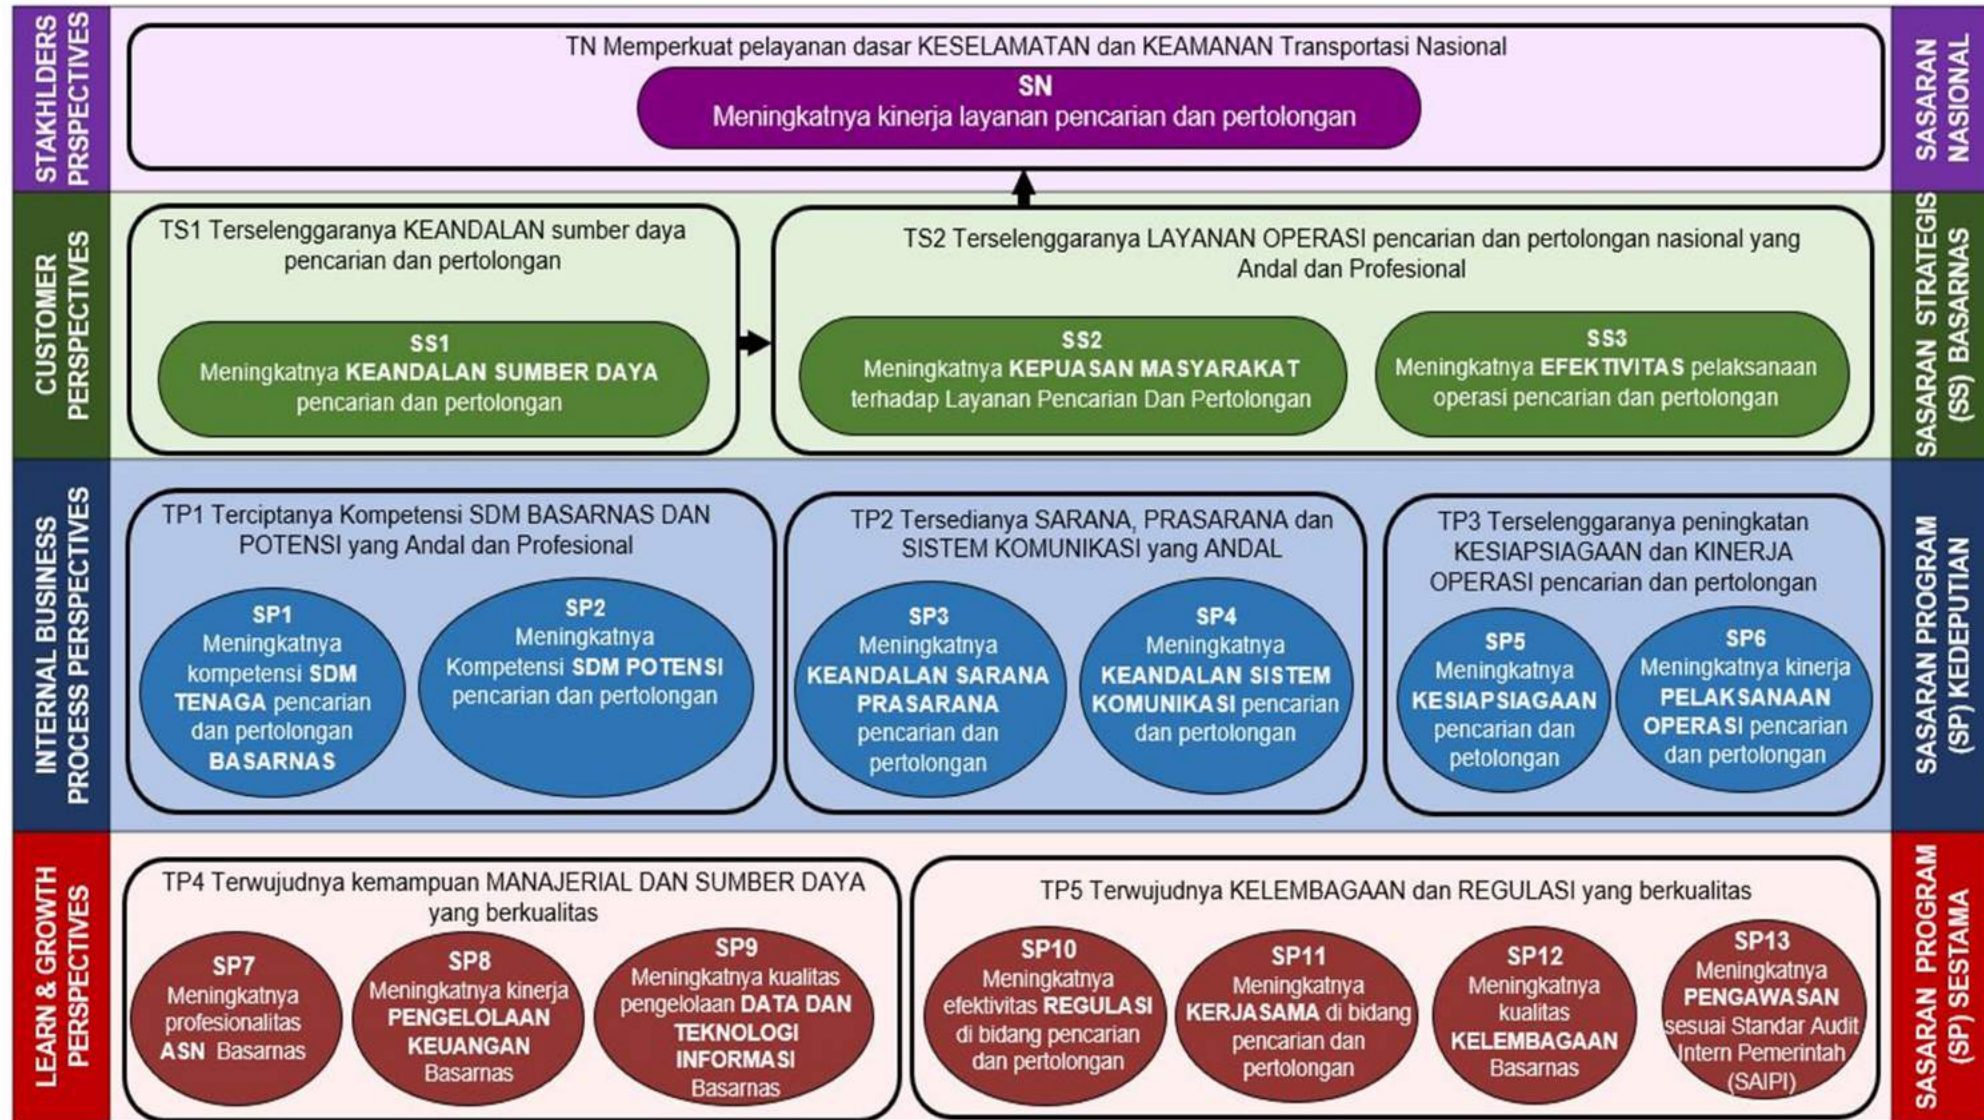 STAKHLDERS
PRSPECTIVES
TN Memperkuat pelayanan dasar KESELAMATAN dan KEAMANAN Transportasi Nasional
SN
Meningkatnya kinerja layanan pencarian dan pertolongan
SASARAN
NASIONAL
CUSTOMER
PERSPECTIVES
TS1 Terselenggaranya KEANDALAN sumber daya
pencarian dan pertolongan
SS1
Meningkatnya KEANDALAN SUMBER DAYA
pencarian dan pertolongan
TS2 Terselenggaranya LAYANAN OPERASI pencarian dan pertolongan nasional yang
Andal dan Profesional
SS2
Meningkatnya KEPUASAN MASYARAKAT
terhadap Layanan Pencarian Dan Pertolongan
SS3
Meningkatnya EFEKTIVITAS pelaksanaan
operasi pencarian dan pertolongan
SASARAN STRATEGIS
(SS) BASARNAS
INTERNAL BUSINESS
PROCESS PERSPECTIVES
TP1 Terciptanya Kompetensi SDM BASARNAS DAN
POTENSI yang Andal dan Profesional
SP1
Meningkatnya
kompetensi SDM
TENAGA pencarian
dan pertolongan
BASARNAS
SP2
Meningkatnya
Kompetensi SDM POTENSI
pencarian dan pertolongan
TP2 Tersedianya SARANA, PRASARANA dan
SISTEM KOMUNIKASI yang ANDAL
SP3
Meningkatnya
KEANDALAN SARANA
PRASARANA
pencarian dan
pertolongan
SP4
Meningkatnya
KEANDALAN SISTEM
KOMUNIKASI pencarian
dan pertolongan
TP3 Terselenggaranya peningkatan
KESIAPSIAGAAN dan KINERJA
OPERASI pencarian dan pertolongan
SP5
Meningkatnya
KESIAPSIAGAAN
pencarian dan
petolongan
SP6
Meningkatnya kinerja
PELAKSANAAN
OPERASI pencarian
dan pertolongan
SASARAN PROGRAM
(SP) KEDEPUTIAN
LEARN & GROWTH
PERSPECTIVES
TP4 Terwujudnya kemampuan MANAJERIAL DAN SUMBER DAYA
yang berkualitas
SP7
Meningkatnya
profesionalitas
ASN Basarnas
SP8
Meningkatnya kinerja
PENGELOLAAN
KEUANGAN
Basarnas
SP9
Meningkatnya kualitas
pengelolaan DATA DAN
TEKNOLOGI
INFORMASI
Basarnas
TP5 Terwujudnya KELEMBAGAAN dan REGULASI yang berkualitas
SP10
Meningkatnya
efektivitas REGULASI
di bidang pencarian
dan pertolongan
SP11
Meningkatnya
KERJASAMA di bidang
pencarian dan
pertolongan
SP12
Meningkatnya
kualitas
KELEMBAGAAN
Basarnas
SP13
Meningkatnya
PENGAWASAN
sesuai Standar Audit
Intern Pemerintah
(SAIPI)
SASARAN PROGRAM
(SP) SESTAMA